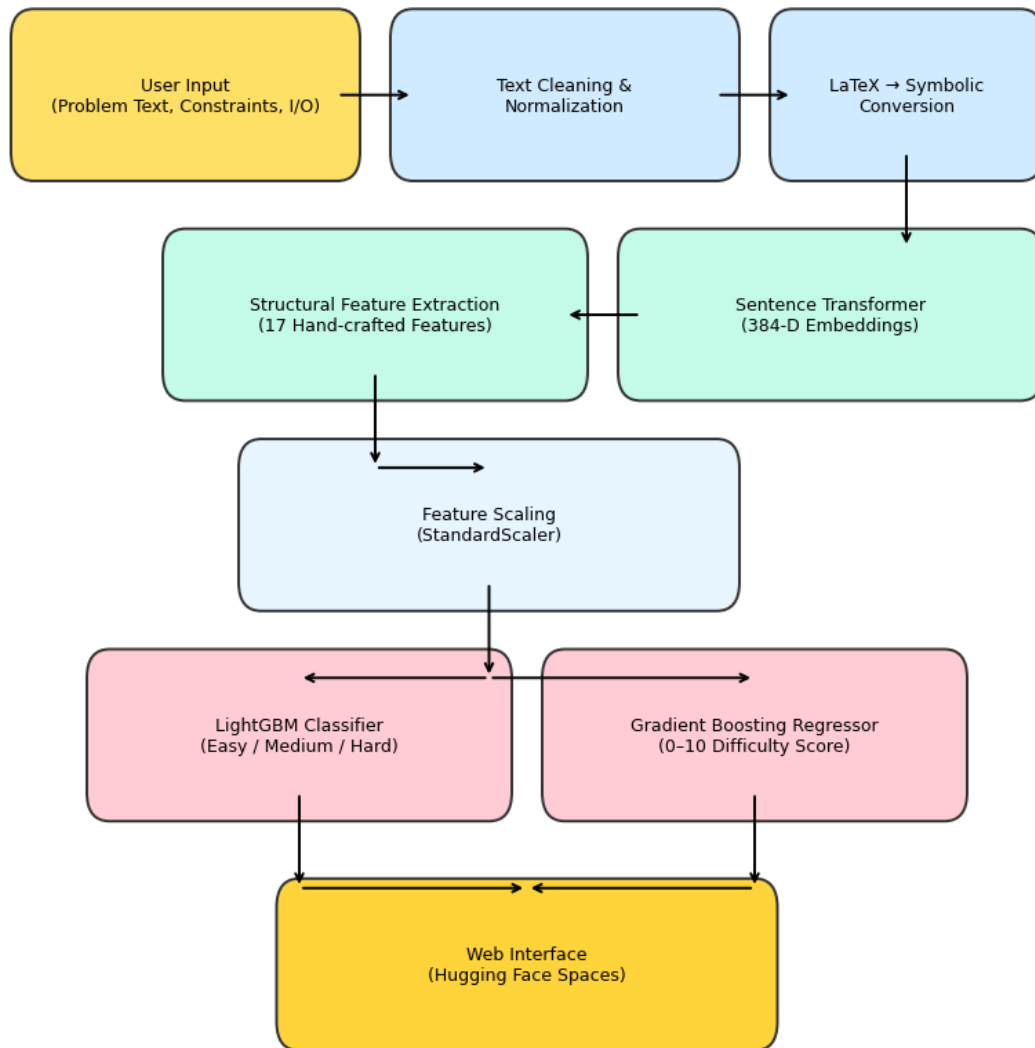 User Input
(Problem Text, Constraints, I/O)
Text Cleaning &
Normalization
LaTeX → Symbolic
Conversion
Structural Feature Extraction
(17 Hand-crafted Features)
Sentence Transformer
(384-D Embeddings)
Feature Scaling
(StandardScaler)
LightGBM Classifier
(Easy / Medium / Hard)
Gradient Boosting Regressor
(0–10 Difficulty Score)
Web Interface
(Hugging Face Spaces)